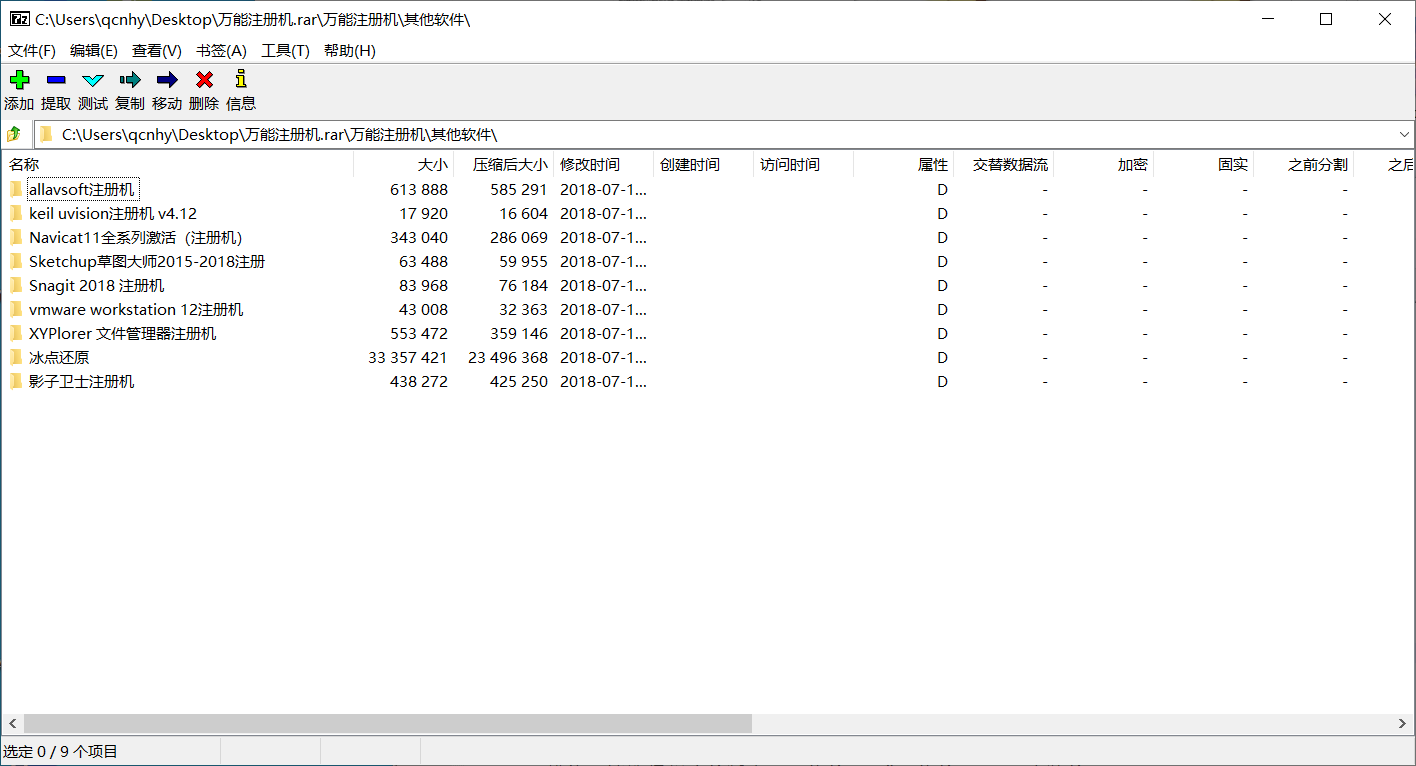 C:\Users\qcnhy\Desktop\万能注册机.rar\万能注册机\其他软件\
文件(F) 编辑(E) 查看(V) 书签(A) 工具(T) 帮助(H)
添加 提取 测试 复制 移动 删除 信息
C:\Users\qcnhy\Desktop\万能注册机.rar\万能注册机\其他软件\
名称 大小 压缩后大小 修改时间 创建时间 访问时间 属性 交替数据流 加密 固实 之前分割 之后
allavsoft注册机 613 888 585 291 2018-07-1... D - - - -
keil uvision注册机 v4.12 17 920 16 604 2018-07-1... D - - - -
Navicat11全系列激活（注册机） 343 040 286 069 2018-07-1... D - - - -
Sketchup草图大师2015-2018注册 63 488 59 955 2018-07-1... D - - - -
Snagit 2018 注册机 83 968 76 184 2018-07-1... D - - - -
vmware workstation 12注册机 43 008 32 363 2018-07-1... D - - - -
XYPlorer 文件管理器注册机 553 472 359 146 2018-07-1... D - - - -
冰点还原 33 357 421 23 496 368 2018-07-1... D - - - -
影子卫士注册机 438 272 425 250 2018-07-1... D - - - -
选定 0 / 9 个项目